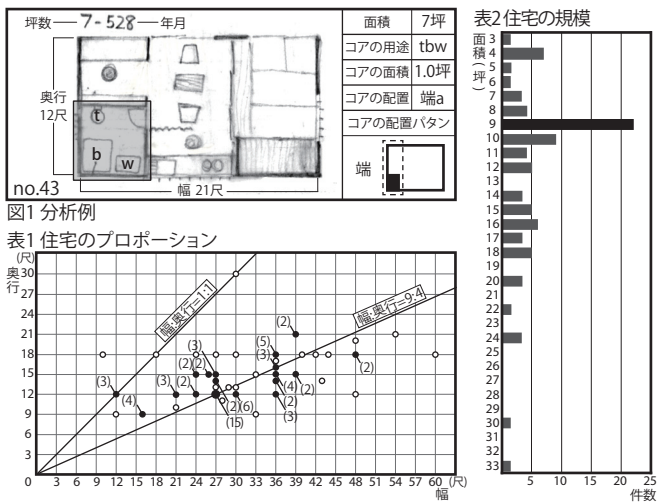 坪数 7-528 年月
面積 7坪
コアの用途 tbw
コアの面積 1.0坪
コアの配置 端a
コアの配置パタン
端
奥行
12尺
t
b
w
no.43
幅 21尺
図1 分析例
表1 住宅のプロポーション
(尺)
奥行
30
27
24
21
18
15
12
9
6
3
0 3 6 9 12 15 18 21 24 27 30 33 36 39 42 45 48 51 54 57 60 (尺)
幅
幅:奥行=1:1
幅:奥行=9:4
(2)
(3)
(5)
(2)(2)
(3)
(2)
(3)
(3)
(2)
(4)
(2)
(4)
(2)(6)
(2)
(15)
(3)
表2 住宅の規模
面積(坪)
3
4
5
6
7
8
9
10
11
12
13
14
15
16
17
18
19
20
21
22
23
24
25
26
27
28
29
30
31
32
33
5 10 15 20 25
件数